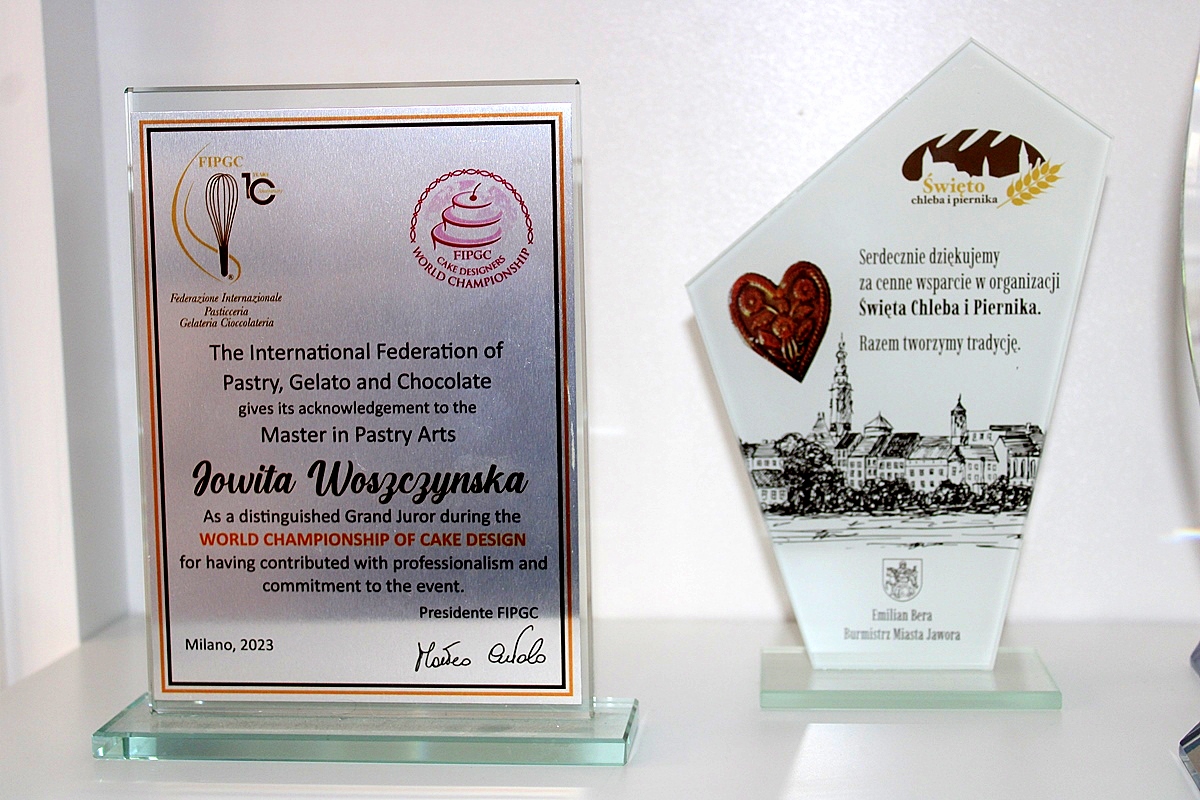 FIPGC
10
YEARS
Federazione Internazionale
Pasticceria
Gelateria Cioccolateria
FIPGC
CAKE DESIGNERS
WORLD CHAMPIONSHIP
The International Federation of
Pastry, Gelato and Chocolate
gives its acknowledgement to the
Master in Pastry Arts
Jowita Woszczynska
As a distinguished Grand Juror during the
WORLD CHAMPIONSHIP OF CAKE DESIGN
for having contributed with professionalism and
commitment to the event.
Presidente FIPGC
Milano, 2023
Święto
chleba i piernika
Serdecznie dziękujemy
za cenne wsparcie w organizacji
Święta Chleba i Piernika.
Razem tworzymy tradycję.
Emilian Bera
Burmistrz Miasta Jawora